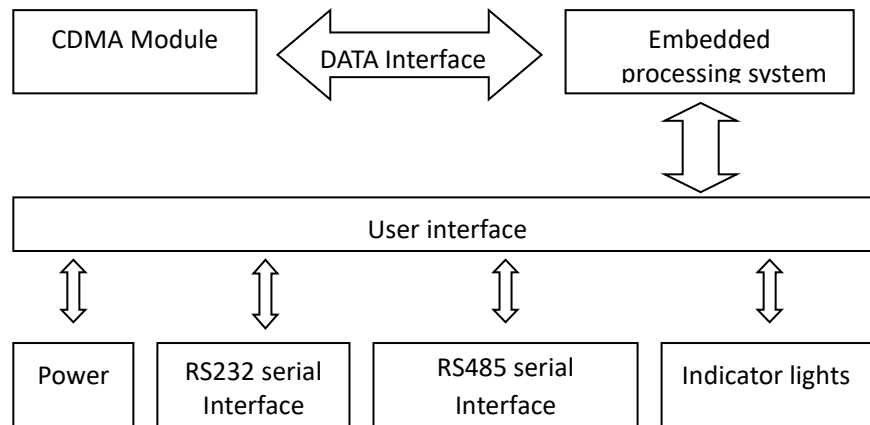 CDMA Module
DATA Interface
Embedded
processing system
User interface
Power
RS232 serial
Interface
RS485 serial
Interface
Indicator lights